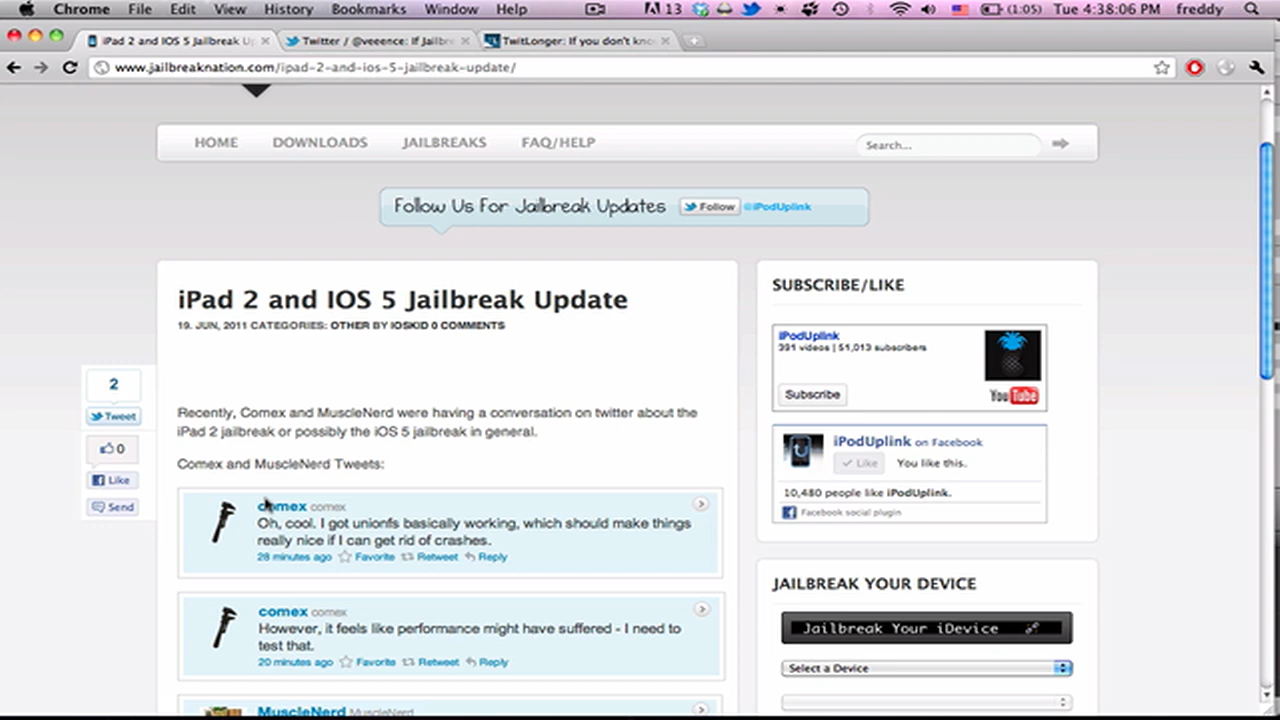 Chrome File Edit View History Bookmarks Window Help 13 (1:05) Tue 4:38:06 PM freddy
iPad 2 and IOS 5 Jailbreak Up Twitter / @veeence: If Jailbr TwitLonger: If you don't kno
www.jailbreaknation.com/ipad-2-and-ios-5-jailbreak-update/
HOME DOWNLOADS JAILBREAKS FAQ/HELP Search...
Follow Us For Jailbreak Updates Follow @iPodUplink
iPad 2 and IOS 5 Jailbreak Update
19. JUN, 2011 CATEGORIES: OTHER BY IOSKID 0 COMMENTS
2
Tweet
0
Like
Send
Recently, Comex and MuscleNerd were having a conversation on twitter about the
iPad 2 jailbreak or possibly the iOS 5 jailbreak in general.
Comex and MuscleNerd Tweets:
comex comex
Oh, cool. I got unionfs basically working, which should make things
really nice if I can get rid of crashes.
28 minutes ago Favorite Retweet Reply
comex comex
However, it feels like performance might have suffered - I need to
test that.
20 minutes ago Favorite Retweet Reply
MuscleNerd MuscleNerd
SUBSCRIBE/LIKE
iPodUplink
391 videos | 51,013 subscribers
Subscribe
YouTube
iPodUplink on Facebook
Like You like this.
10,480 people like iPodUplink.
Facebook social plugin
JAILBREAK YOUR DEVICE
Jailbreak Your iDevice
Select a Device